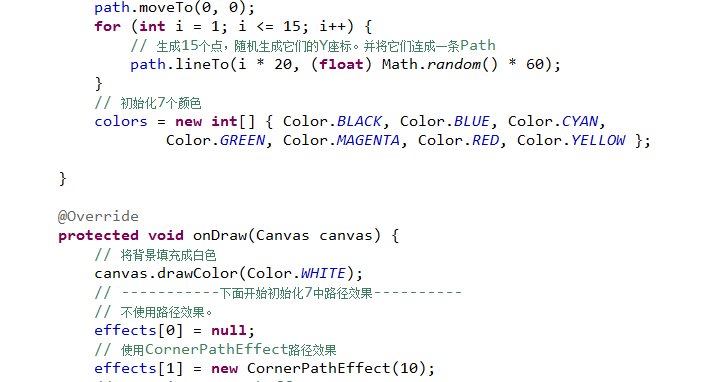 path.moveTo(0, 0);
for (int i = 1; i <= 15; i++) {
// 生成15个点，随机生成它们的Y座标。并将它们连成一条Path
path.lineTo(i * 20, (float) Math.random() * 60);
}
// 初始化7个颜色
colors = new int[] { Color.BLACK, Color.BLUE, Color.CYAN,
Color.GREEN, Color.MAGENTA, Color.RED, Color.YELLOW };
}
@Override
protected void onDraw(Canvas canvas) {
// 将背景填充成白色
canvas.drawColor(Color.WHITE);
// -----------下面开始初始化7中路径效果----------
// 不使用路径效果。
effects[0] = null;
// 使用CornerPathEffect路径效果
effects[1] = new CornerPathEffect(10);